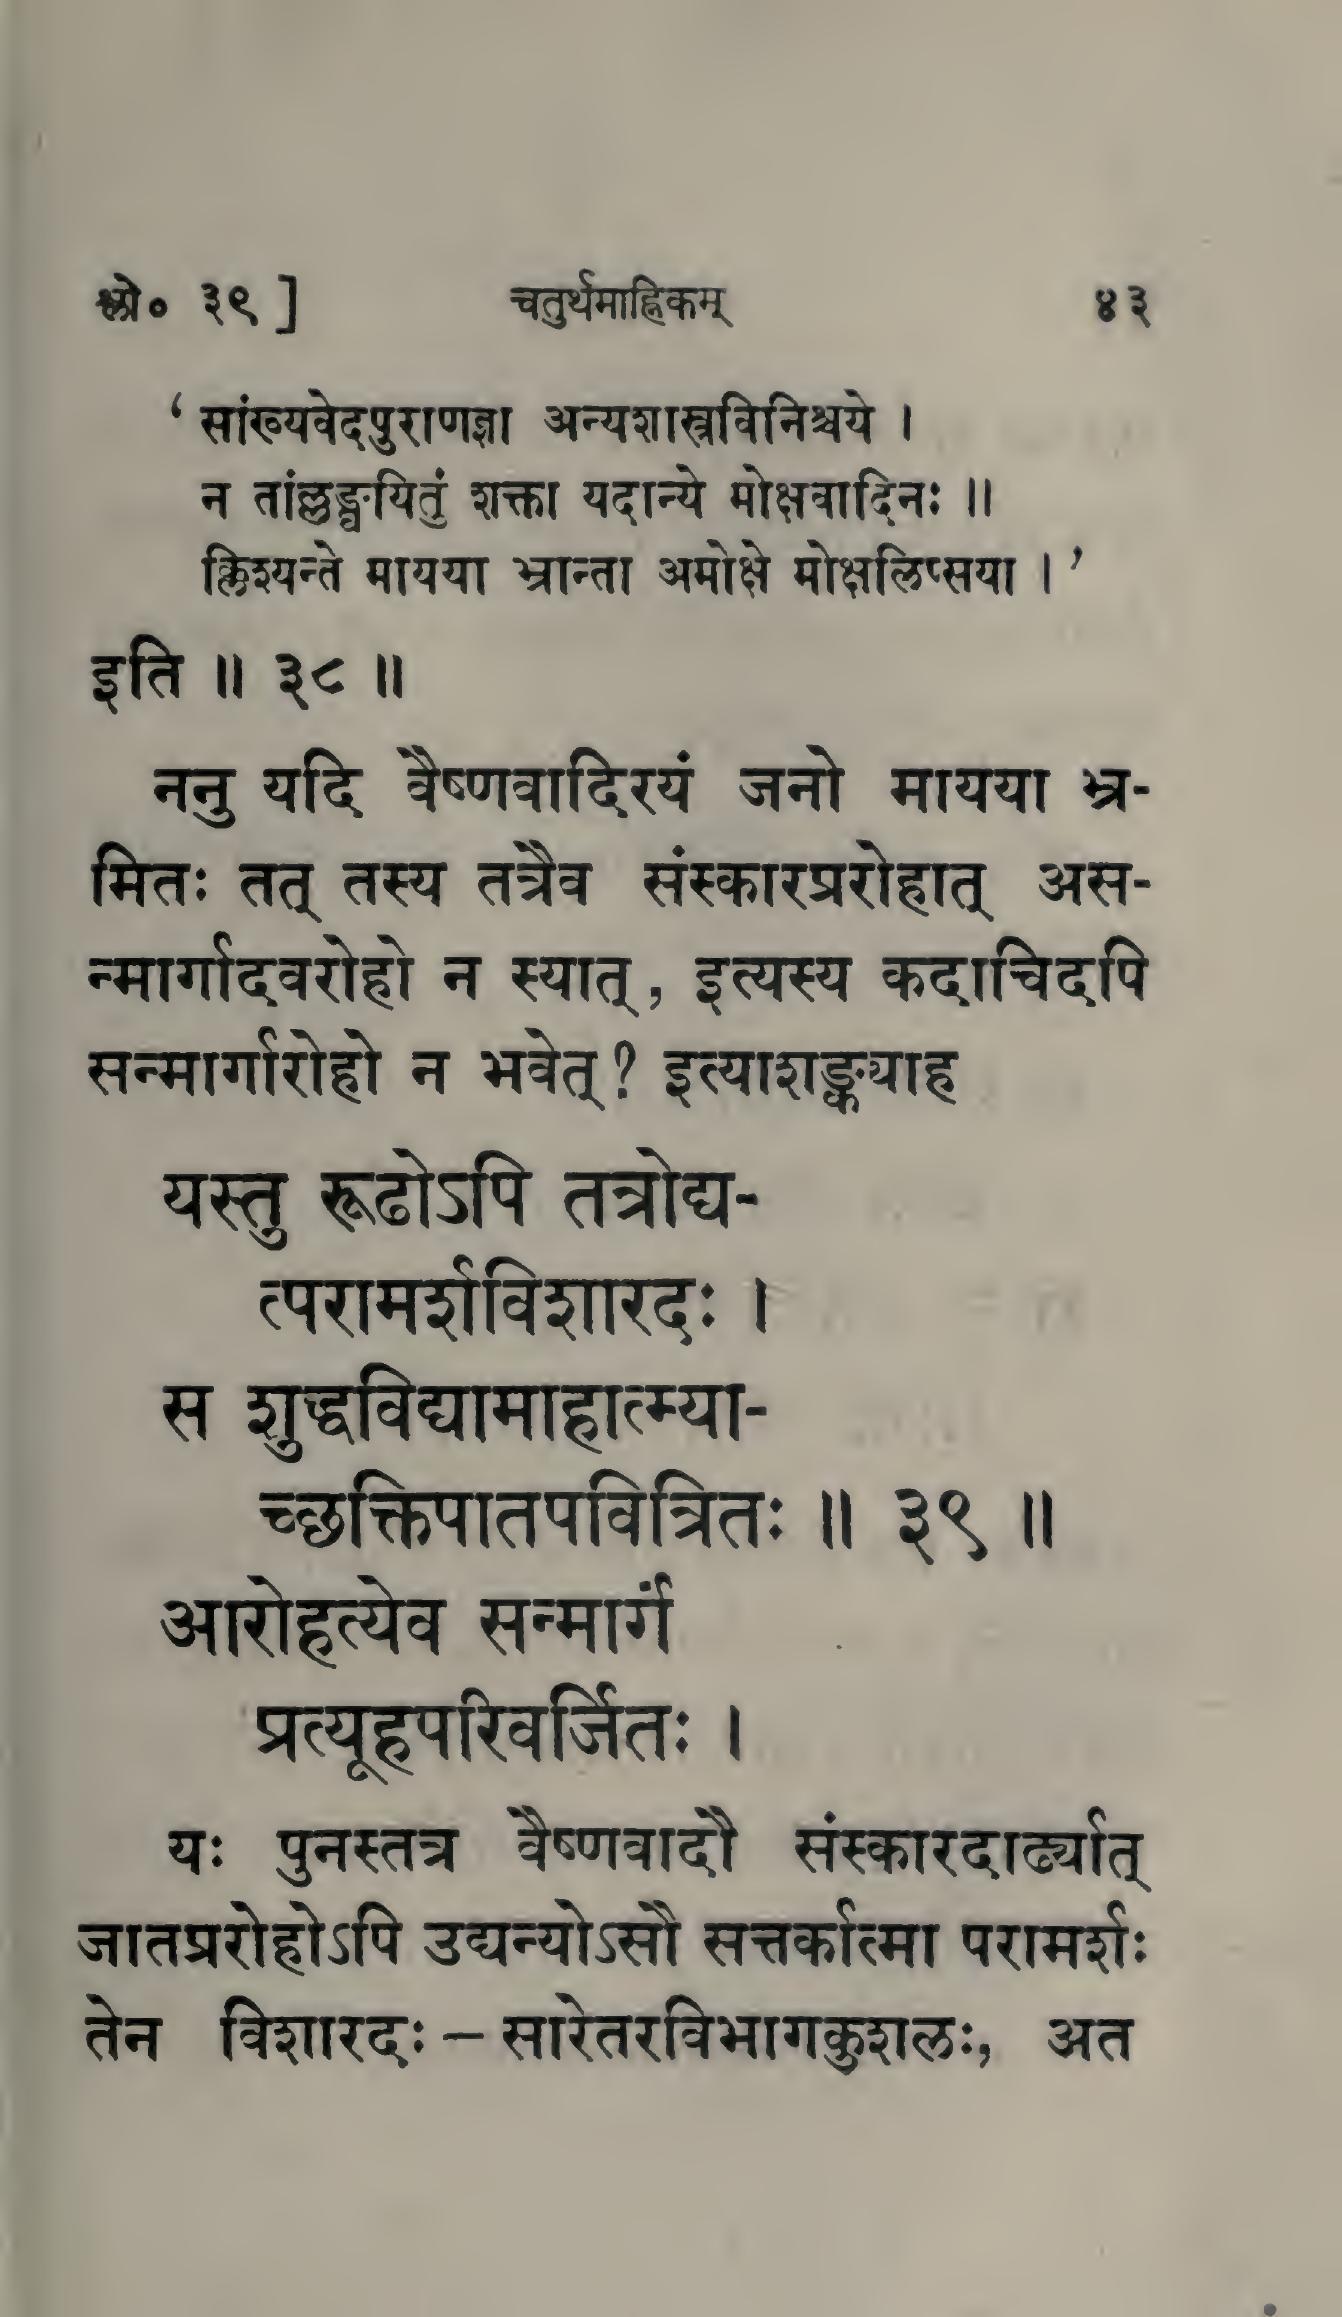 श्लो० ३९ ] चतुर्थमाह्निकम् ४३
‘ सांख्यवेदपुराणज्ञा अन्यशास्त्रविनिश्चये ।
न तांल्लङ्घयितुं शक्ता यदान्ये मोक्षवादिनः ॥
क्लिश्यन्ते मायया भ्रान्ता अमोक्षे मोक्षलिप्सया । ’
इति ॥ ३८ ॥
ननु यदि वैष्णवादिरयं जनो मायया भ्र-
मितः तत् तस्य तत्रैव संस्कारप्ररोहात् अस-
न्मार्गादवरोहो न स्यात्, इत्यस्य कदाचिदपि
सन्मार्गारोहो न भवेत्? इत्याशङ्क्याह
यस्तु रूढोऽपि तत्रोद्य-
त्परामर्शविशारदः ।
स शुद्धविद्यामाहात्म्या-
च्छक्तिपातपवित्रितः ॥ ३९ ॥
आरोहत्येव सन्मार्गं
प्रत्यूहपरिवर्जितः ।
यः पुनस्तत्र वैष्णवादौ संस्कारदार्ढ्यात्
जातप्ररोहोऽपि उद्यन्योऽसौ सत्तर्कात्मा परामर्शः
तेन विशारदः – सारेतरविभागकुशलः, अत